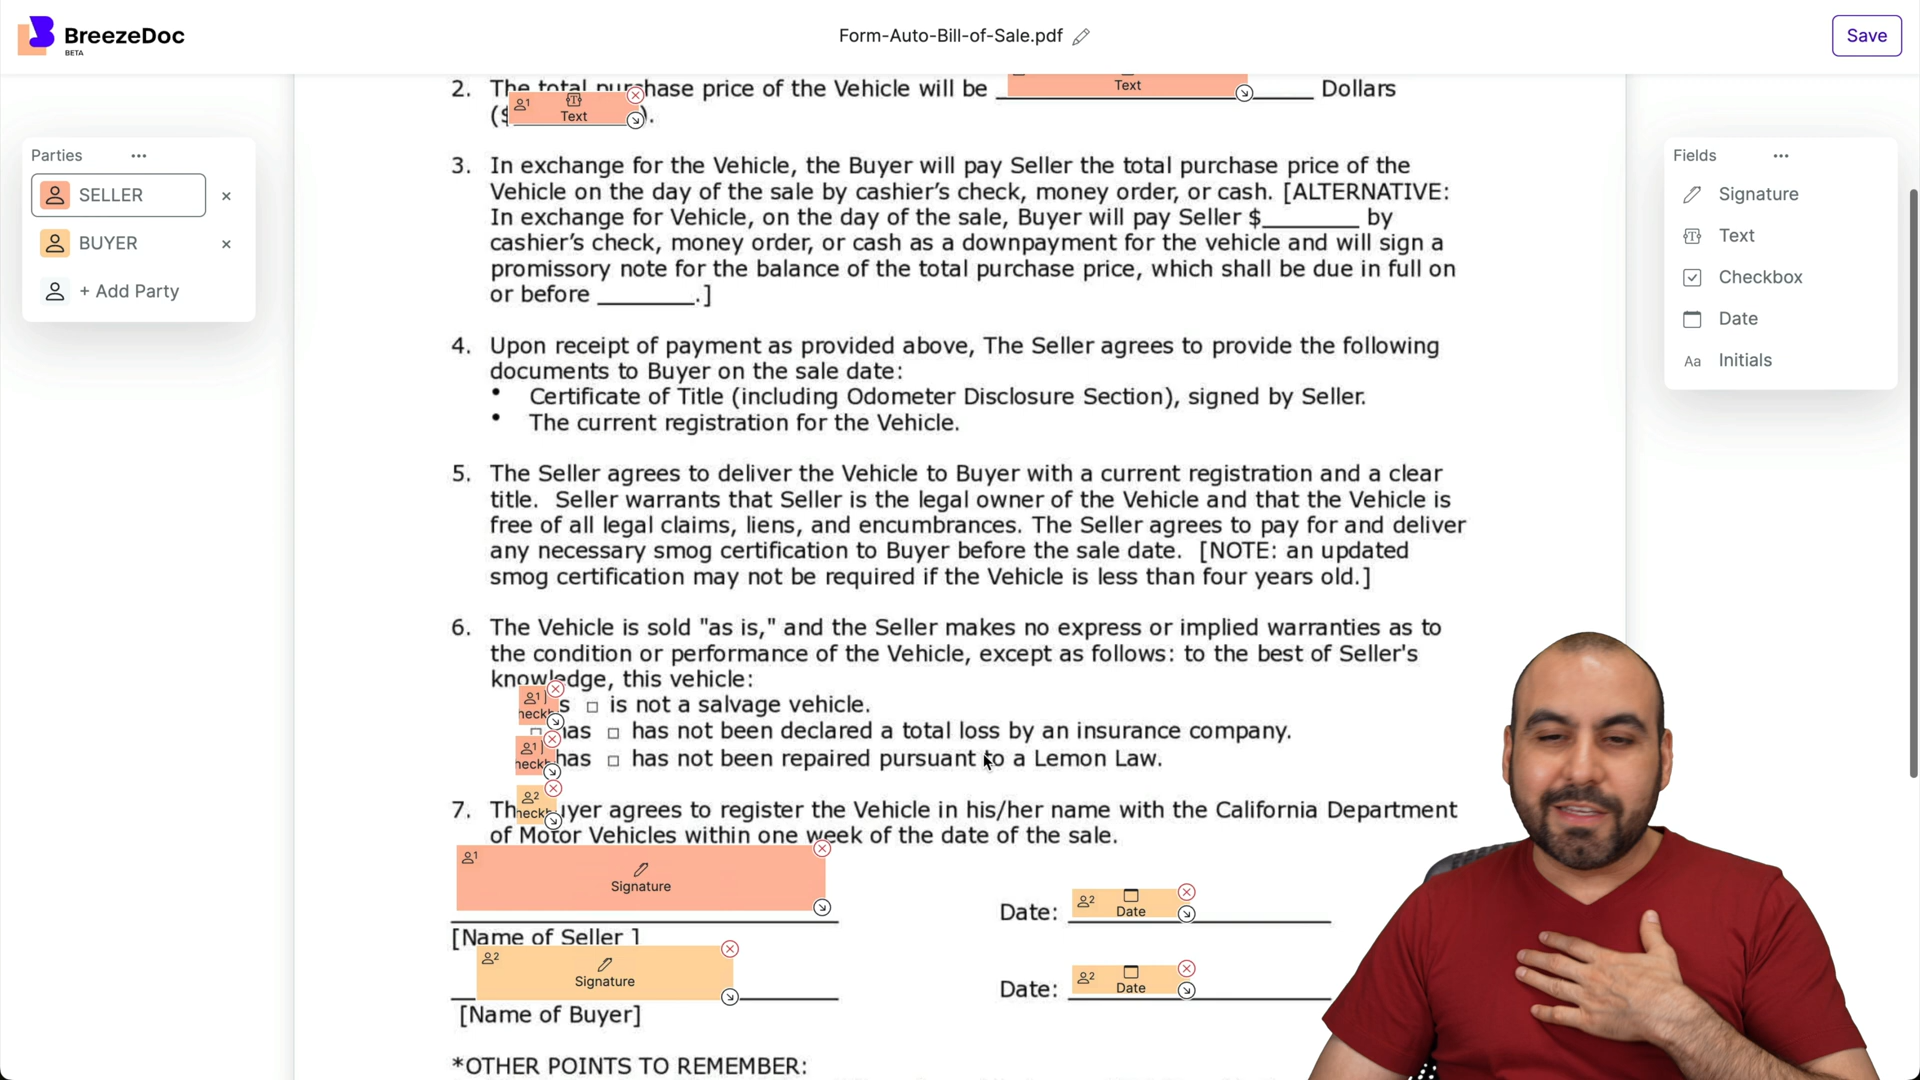 BreezeDoc
BETA
Form-Auto-Bill-of-Sale.pdf
Save
Parties
SELLER
BUYER
+ Add Party
Fields
Signature
Text
Checkbox
Date
Aa Initials
2. The total purchase price of the Vehicle will be ____ Dollars
Text
($ ).
1 Text
3. In exchange for the Vehicle, the Buyer will pay Seller the total purchase price of the
Vehicle on the day of the sale by cashier's check, money order, or cash. [ALTERNATIVE:
In exchange for Vehicle, on the day of the sale, Buyer will pay Seller $________ by
cashier's check, money order, or cash as a downpayment for the vehicle and will sign a
promissory note for the balance of the total purchase price, which shall be due in full on
or before ________.]
4. Upon receipt of payment as provided above, The Seller agrees to provide the following
documents to Buyer on the sale date:
• Certificate of Title (including Odometer Disclosure Section), signed by Seller.
• The current registration for the Vehicle.
5. The Seller agrees to deliver the Vehicle to Buyer with a current registration and a clear
title. Seller warrants that Seller is the legal owner of the Vehicle and that the Vehicle is
free of all legal claims, liens, and encumbrances. The Seller agrees to pay for and deliver
any necessary smog certification to Buyer before the sale date. [NOTE: an updated
smog certification may not be required if the Vehicle is less than four years old.]
6. The Vehicle is sold "as is," and the Seller makes no express or implied warranties as to
the condition or performance of the Vehicle, except as follows: to the best of Seller's
knowledge, this vehicle:
1 heckb s □ is not a salvage vehicle.
□ has □ has not been declared a total loss by an insurance company.
1 heckb has □ has not been repaired pursuant to a Lemon Law.
2 heckb
7. The Buyer agrees to register the Vehicle in his/her name with the California Department
of Motor Vehicles within one week of the date of the sale.
1 Signature
Date: 2 Date
[Name of Seller ]
2 Signature
Date: 2 Date
[Name of Buyer]
*OTHER POINTS TO REMEMBER: